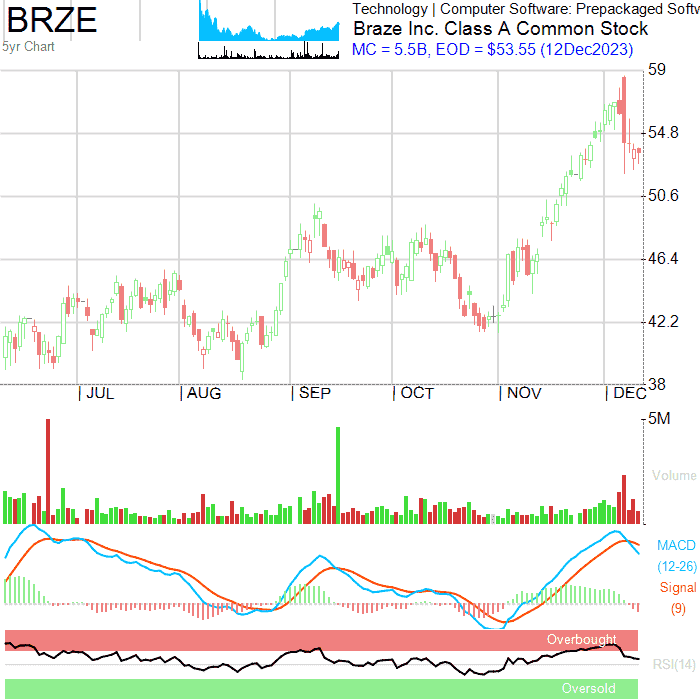 BRZE
5yr Chart
Technology | Computer Software: Prepackaged Softw
Braze Inc. Class A Common Stock
MC = 5.5B, EOD = $53.55 (12Dec2023)
59
54.8
50.6
46.4
42.2
38
JUL
AUG
SEP
OCT
NOV
DEC
5M
Volume
MACD
(12-26)
Signal
(9)
Overbought
RSI(14)
Oversold